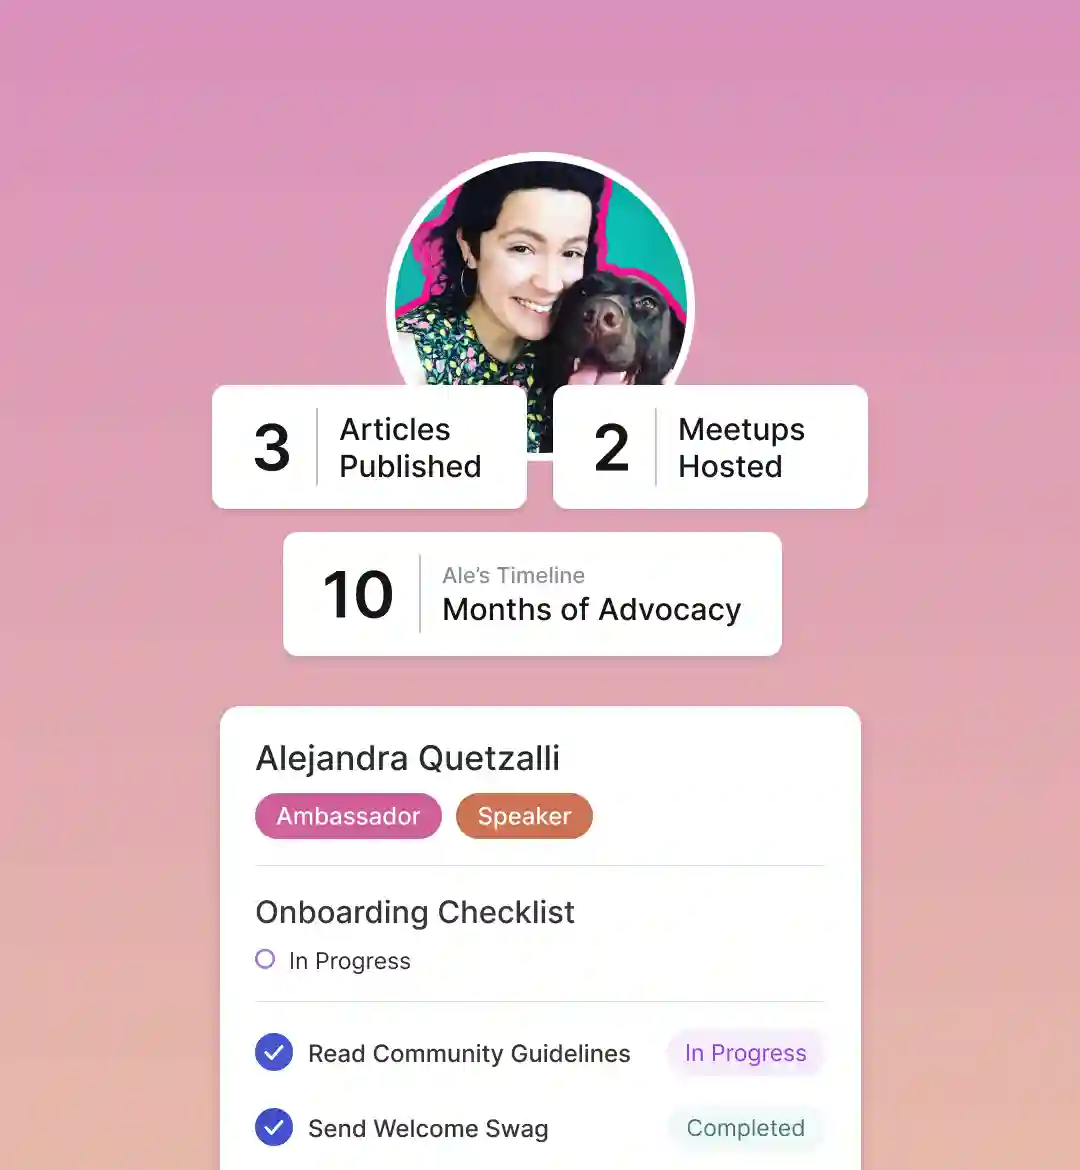 3
Articles
Published
2
Meetups
Hosted
10
Ale’s Timeline
Months of Advocacy
Alejandra Quetzalli
Ambassador
Speaker
Onboarding Checklist
In Progress
Read Community Guidelines
In Progress
Send Welcome Swag
Completed